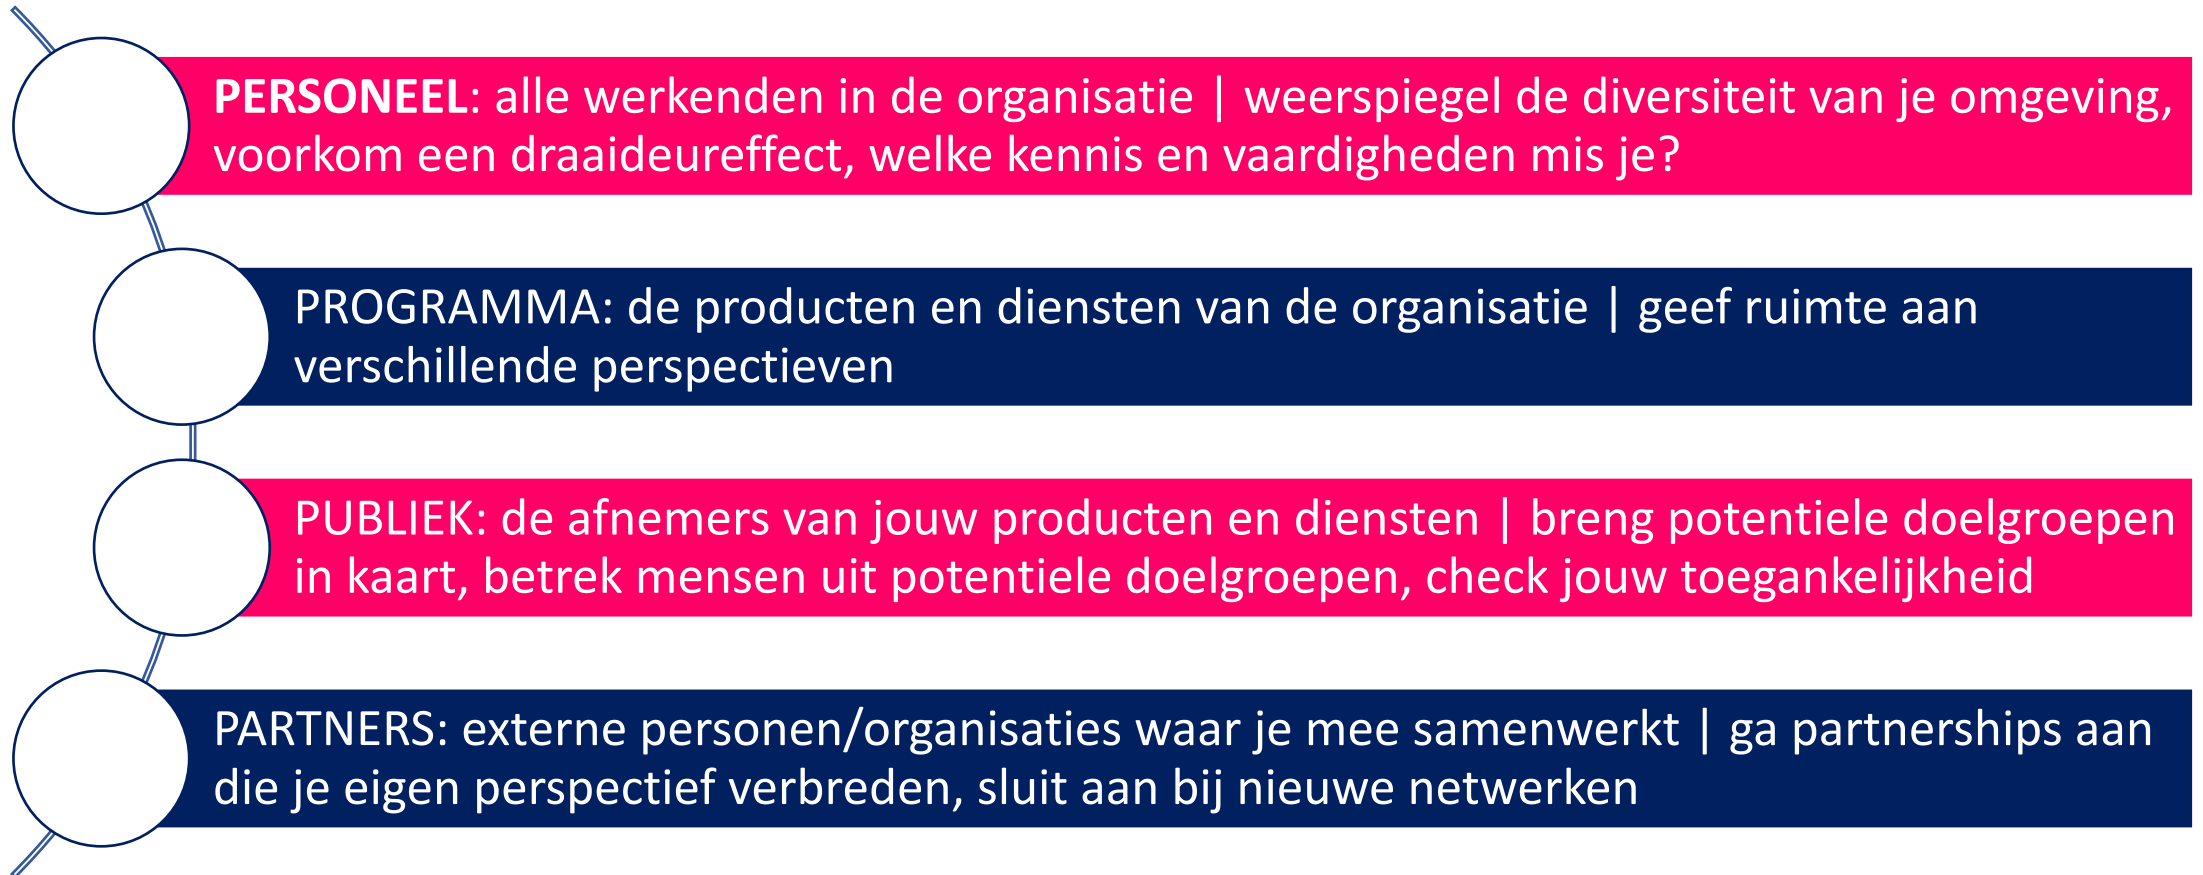 PERSONEEL: alle werkenden in de organisatie | weerspiegel de diversiteit van je omgeving,
voorkom een draaideureffect, welke kennis en vaardigheden mis je?
PROGRAMMA: de producten en diensten van de organisatie | geef ruimte aan
verschillende perspectieven
PUBLIEK: de afnemers van jouw producten en diensten | breng potentiele doelgroepen
in kaart, betrek mensen uit potentiele doelgroepen, check jouw toegankelijkheid
PARTNERS: externe personen/organisaties waar je mee samenwerkt | ga partnerships aan
die je eigen perspectief verbreden, sluit aan bij nieuwe netwerken